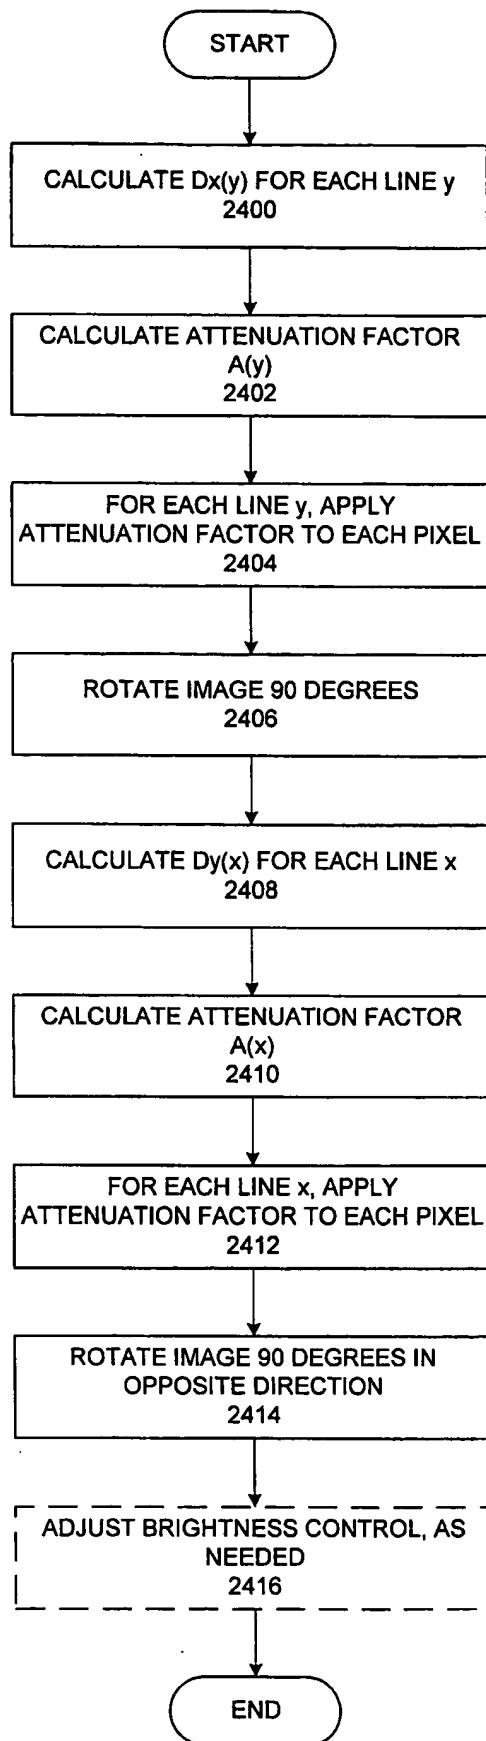 START
CALCULATE Dx(y) FOR EACH LINE y
2400
CALCULATE ATTENUATION FACTOR
A(y)
2402
FOR EACH LINE y, APPLY
ATTENUATION FACTOR TO EACH PIXEL
2404
ROTATE IMAGE 90 DEGREES
2406
CALCULATE Dy(x) FOR EACH LINE x
2408
CALCULATE ATTENUATION FACTOR
A(x)
2410
FOR EACH LINE x, APPLY
ATTENUATION FACTOR TO EACH PIXEL
2412
ROTATE IMAGE 90 DEGREES IN
OPPOSITE DIRECTION
2414
ADJUST BRIGHTNESS CONTROL, AS
NEEDED
2416
END